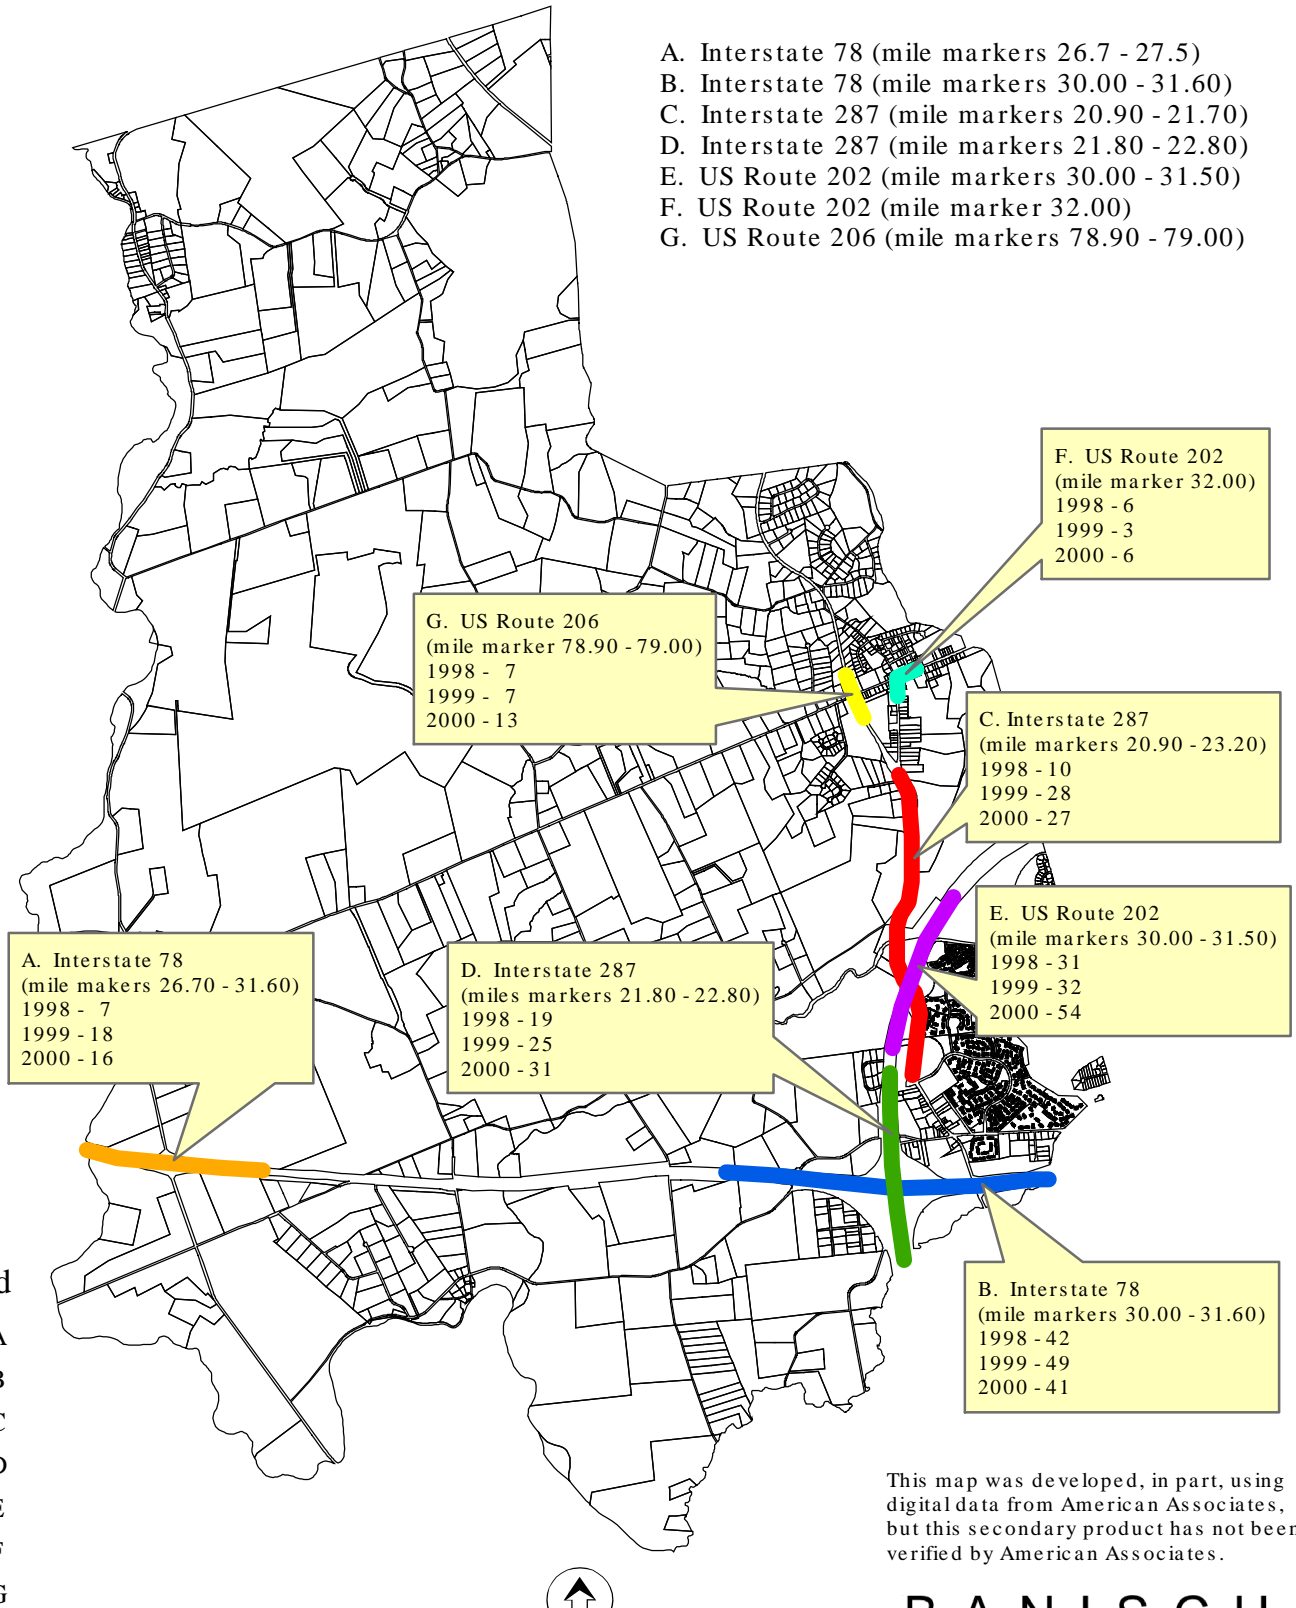 A. Interstate 78 (mile markers 26.7 - 27.5)
B. Interstate 78 (mile markers 30.00 - 31.60)
C. Interstate 287 (mile markers 20.90 - 21.70)
D. Interstate 287 (mile markers 21.80 - 22.80)
E. US Route 202 (mile markers 30.00 - 31.50)
F. US Route 202 (mile marker 32.00)
G. US Route 206 (mile markers 78.90 - 79.00)
F. US Route 202
(mile marker 32.00)
1998 - 6
1999 - 3
2000 - 6
G. US Route 206
(mile marker 78.90 - 79.00)
1998 - 7
1999 - 7
2000 - 13
C. Interstate 287
(mile markers 20.90 - 23.20)
1998 - 10
1999 - 28
2000 - 27
E. US Route 202
(mile markers 30.00 - 31.50)
1998 - 31
1999 - 32
2000 - 54
A. Interstate 78
(mile makers 26.70 - 31.60)
1998 - 7
1999 - 18
2000 - 16
D. Interstate 287
(miles markers 21.80 - 22.80)
1998 - 19
1999 - 25
2000 - 31
B. Interstate 78
(mile markers 30.00 - 31.60)
1998 - 42
1999 - 49
2000 - 41
d
A
B
C
D
E
F
G
This map was developed, in part, using
digital data from American Associates,
but this secondary product has not been
verified by American Associates.
BANISCH